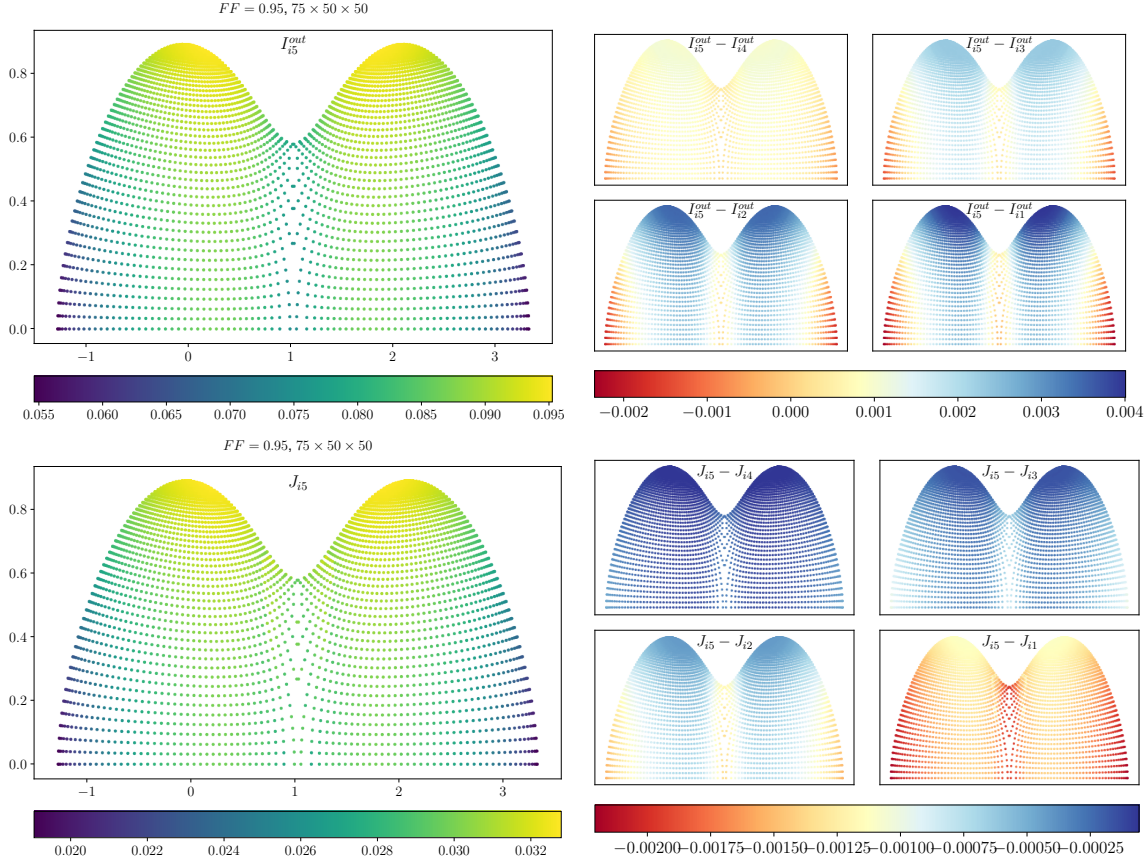 FF = 0.95, 75 × 50 × 50
I_{i5}^{out}
0.8
0.6
0.4
0.2
0.0
−1 0 1 2 3
0.055 0.060 0.065 0.070 0.075 0.080 0.085 0.090 0.095
I_{i5}^{out} − I_{i4}^{out}
I_{i5}^{out} − I_{i3}^{out}
I_{i5}^{out} − I_{i2}^{out}
I_{i5}^{out} − I_{i1}^{out}
−0.002 −0.001 0.000 0.001 0.002 0.003 0.004
FF = 0.95, 75 × 50 × 50
J_{i5}
0.8
0.6
0.4
0.2
0.0
−1 0 1 2 3
0.020 0.022 0.024 0.026 0.028 0.030 0.032
J_{i5} − J_{i4}
J_{i5} − J_{i3}
J_{i5} − J_{i2}
J_{i5} − J_{i1}
−0.00200 −0.00175 −0.00150 −0.00125 −0.00100 −0.00075 −0.00050 −0.00025